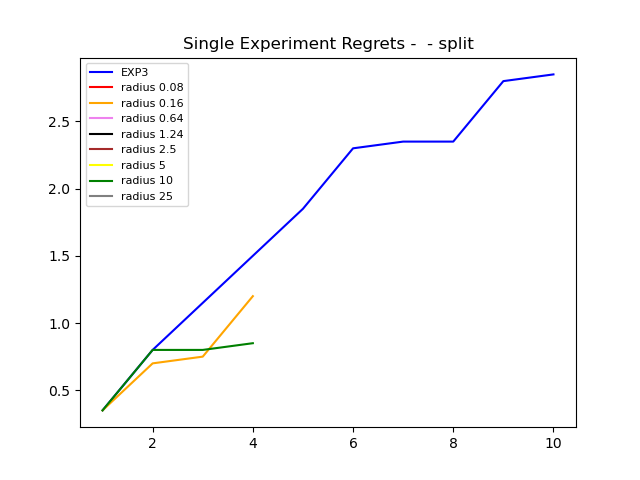 Single Experiment Regrets -  - split
EXP3
radius 0.08
radius 0.16
radius 0.64
radius 1.24
radius 2.5
radius 5
radius 10
radius 25
2.5
2.0
1.5
1.0
0.5
2 4 6 8 10